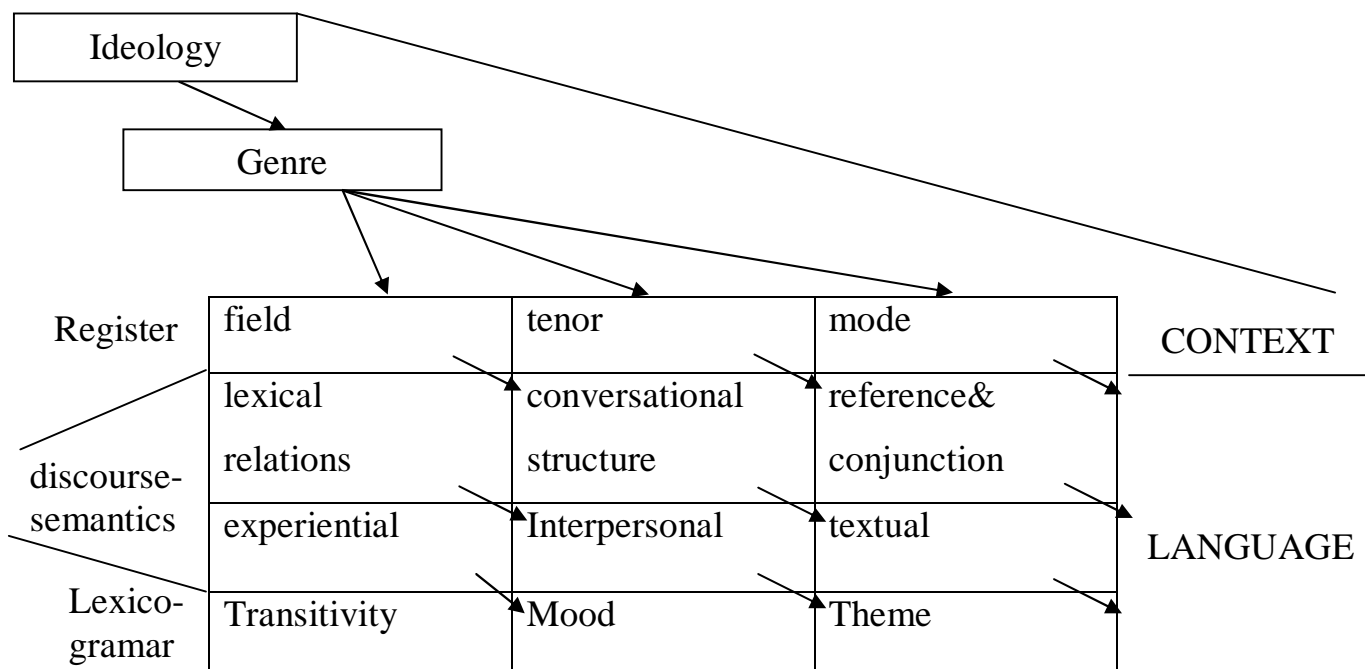 Ideology
Genre
Register
field
tenor
mode
CONTEXT
lexical
relations
conversational
structure
reference&
conjunction
discourse-
semantics
experiential
Interpersonal
textual
LANGUAGE
Lexico-
gramar
Transitivity
Mood
Theme